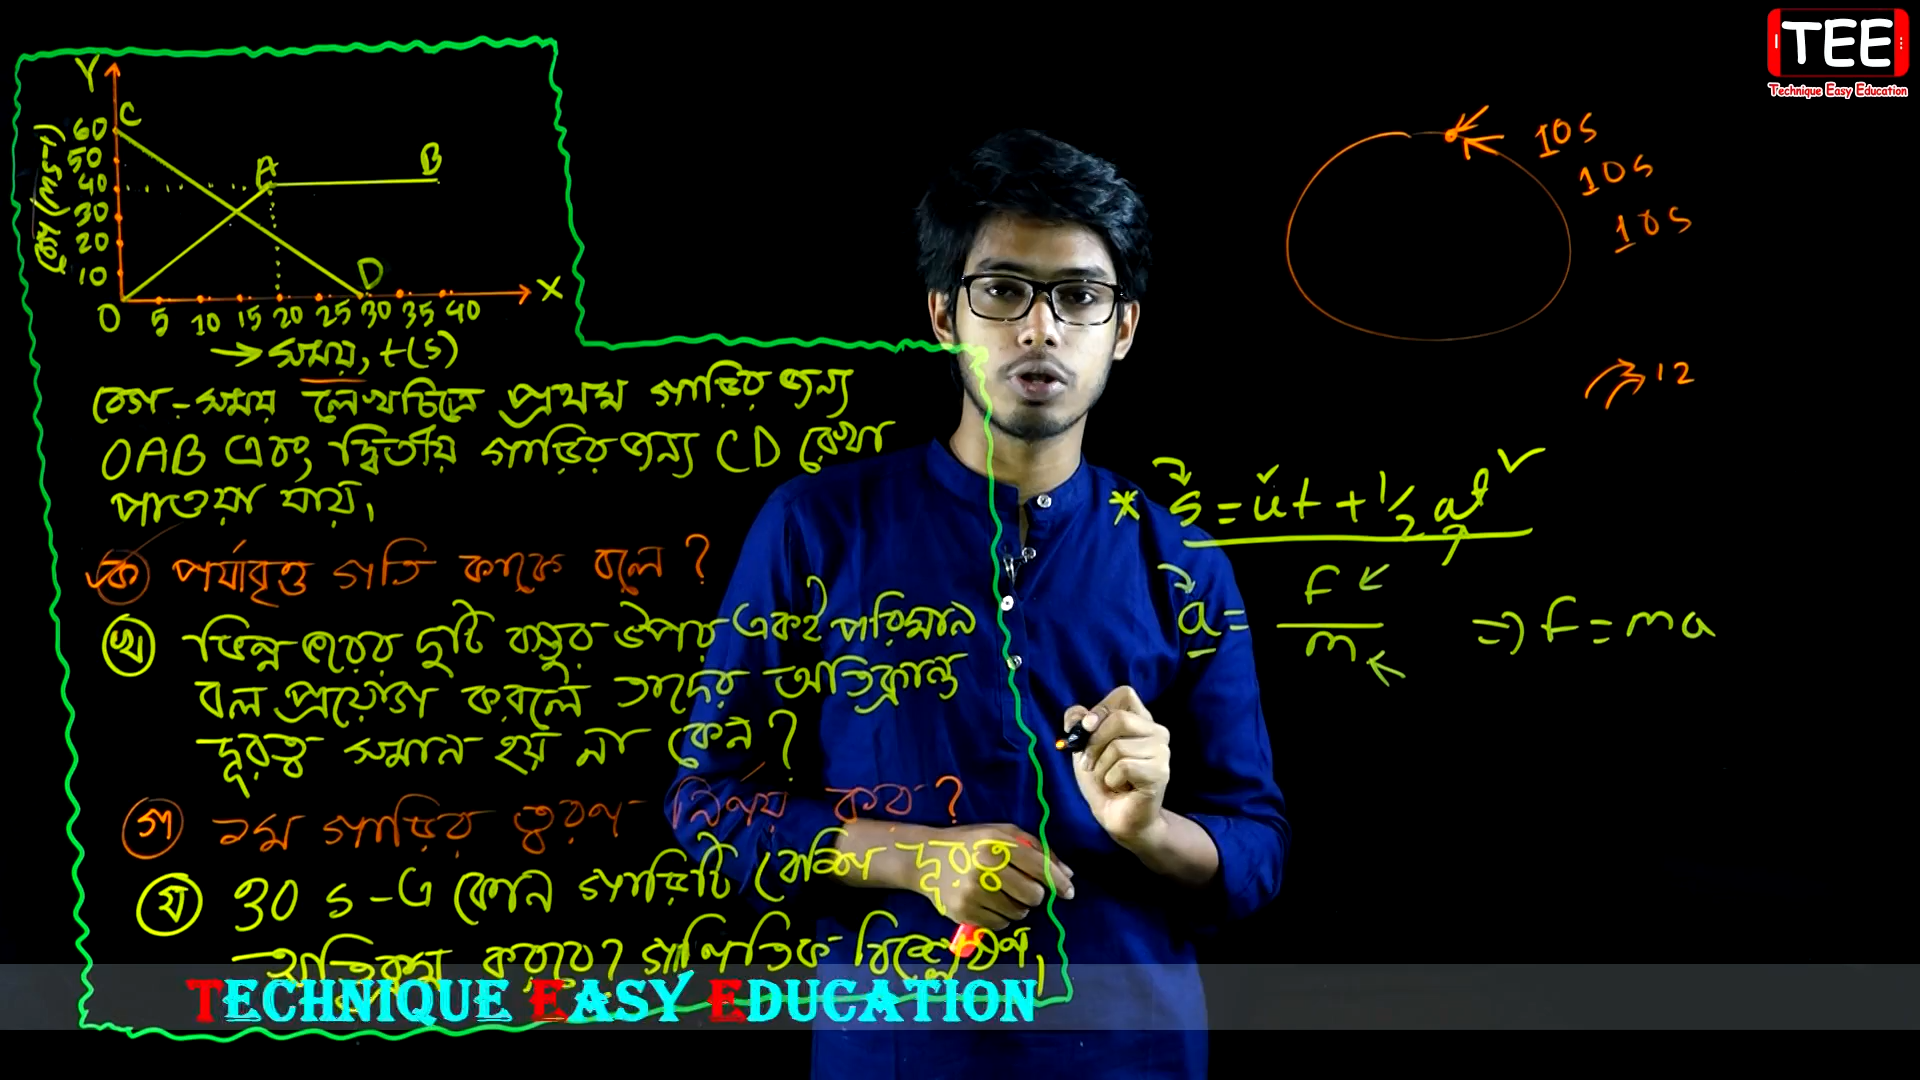 TEE
Technique Easy Education
Y
C
60
50
40
30
20
10
বেগ (ms⁻¹)
A
B
D
X
0 5 10 15 20 25 30 35 40
→ সময়, t(s)
বেগ-সময় লেখচিত্রে প্রথম গাড়ির জন্য
OAB এবং দ্বিতীয় গাড়ির জন্য CD রেখা
পাওয়া যায়।
ক পর্যাবৃত্ত গতি কাকে বলে?
খ ভিন্ন ভরের দুটি বস্তুর উপর একই পরিমান
বল প্রয়োগ করলে তাদের অতিক্রান্ত
দূরত্ব সমান হয় না কেন?
গ ১ম গাড়ির ত্বরণ নির্ণয় কর?
ঘ 30 s-এ কোন গাড়িটি বেশি দূরত্ব
অতিক্রম করবে? গাণিতিক বিশ্লেষণ।
10s
10s
10s
12
* s = ut + 1/2 at²
a = F/m ⇒ F = ma
TECHNIQUE EASY EDUCATION